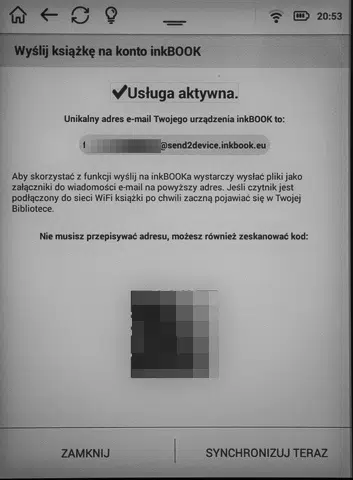 20:53
Wyślij książkę na konto inkBOOK
✔Usługa aktywna.
Unikalny adres e-mail Twojego urządzenia inkBOOK to:
@send2device.inkbook.eu
Aby skorzystać z funkcji wyślij na inkBOOKa wystarczy wysłać pliki jako
załączniki do wiadomości e-mail na powyższy adres. Jeśli czytnik jest
podłączony do sieci WiFi książki po chwili zaczną pojawiać się w Twojej
Bibliotece.
Nie musisz przepisywać adresu, możesz również zeskanować kod:
ZAMKNIJ
SYNCHRONIZUJ TERAZ